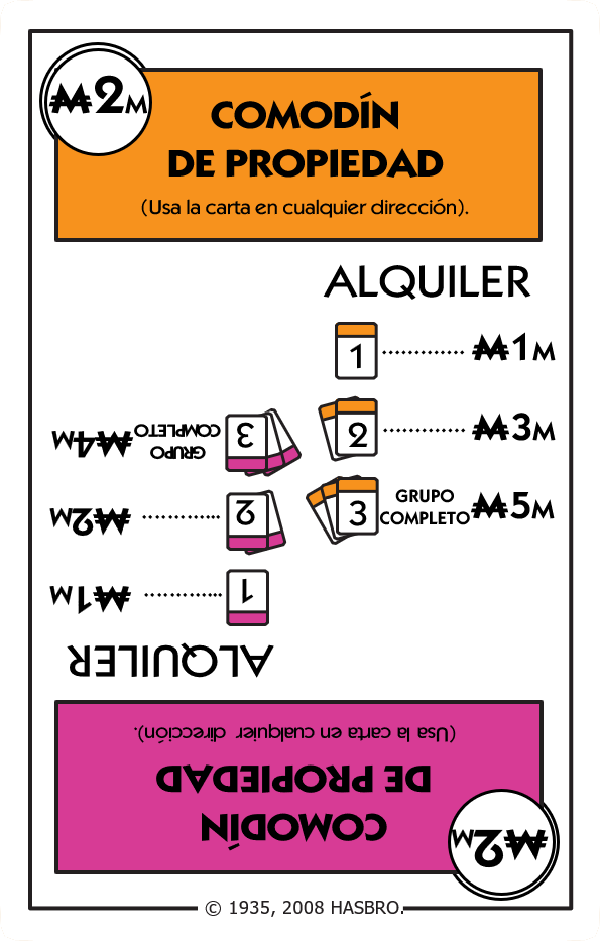 ₩2M
COMODÍN
DE PROPIEDAD
(Usa la carta en cualquier dirección).
ALQUILER
1 ............... ₩1M
2 ............... ₩3M
3 GRUPO COMPLETO ₩5M
₩2M
COMODÍN
DE PROPIEDAD
(Usa la carta en cualquier dirección).
ALQUILER
1 ............... ₩1M
2 ............... ₩2M
3 GRUPO COMPLETO ₩4M
© 1935, 2008 HASBRO.